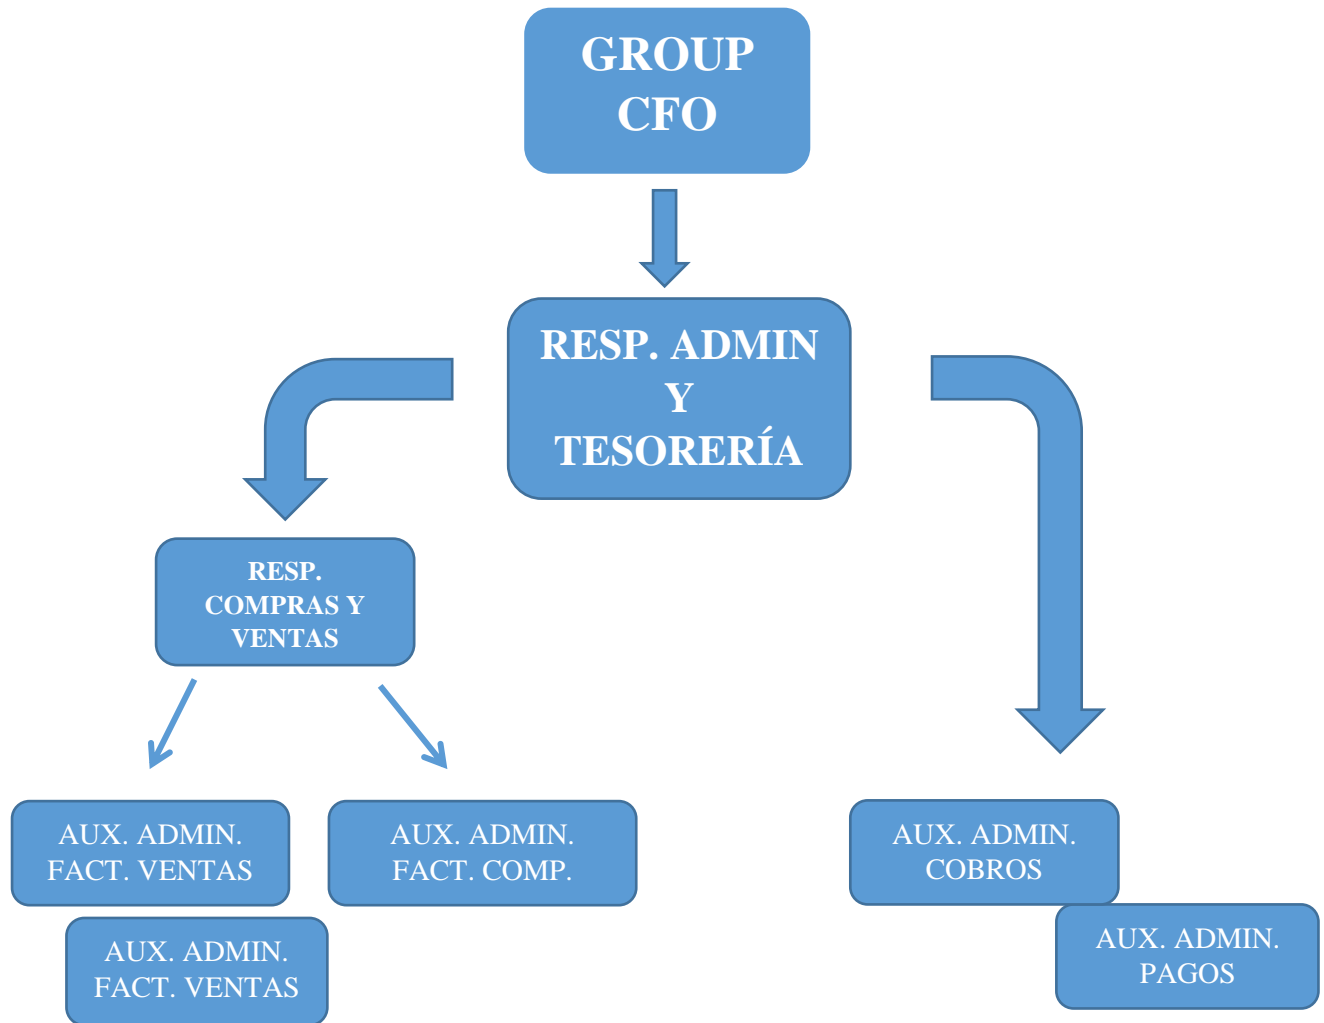 GROUP
CFO
RESP. ADMIN
Y
TESORERÍA
RESP.
COMPRAS Y
VENTAS
AUX. ADMIN.
FACT. VENTAS
AUX. ADMIN.
FACT. COMP.
AUX. ADMIN.
COBROS
AUX. ADMIN.
FACT. VENTAS
AUX. ADMIN.
PAGOS